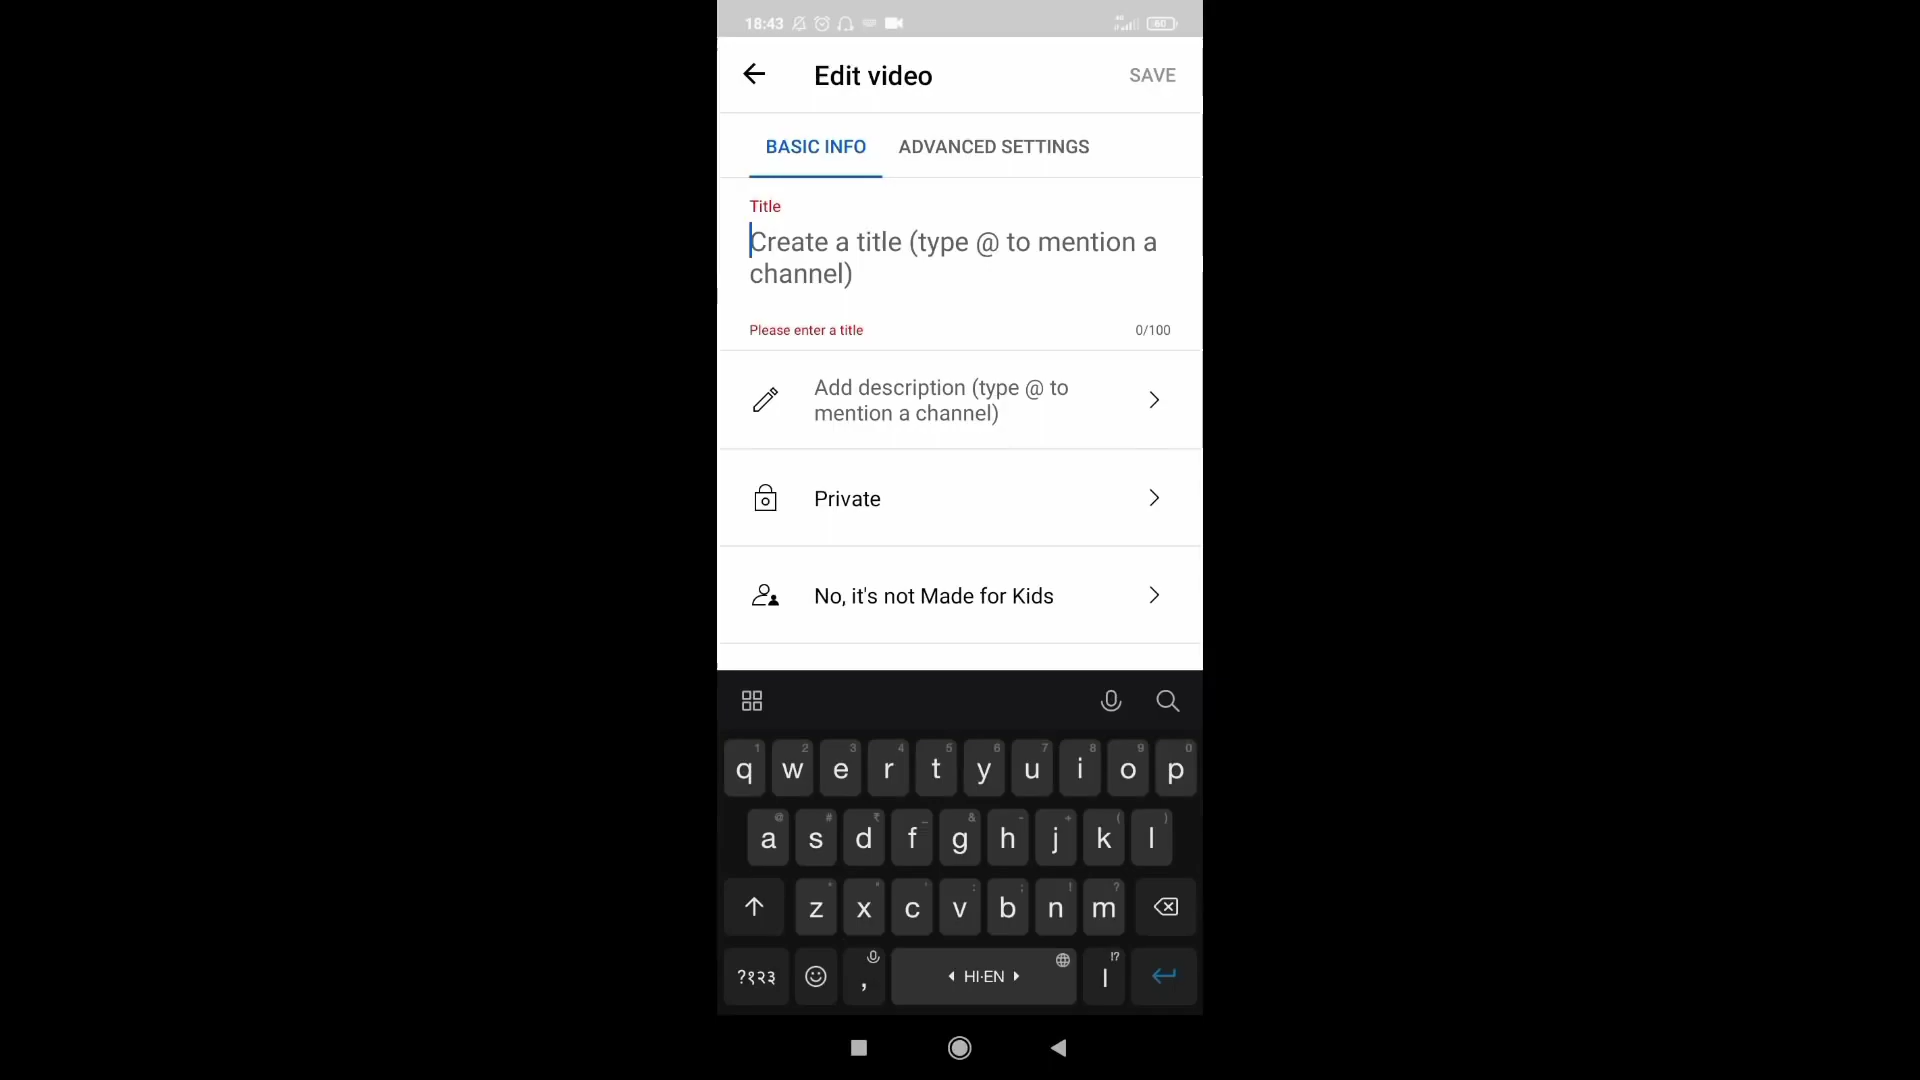 18:43
4G
60
Edit video
SAVE
BASIC INFO
ADVANCED SETTINGS
Title
Create a title (type @ to mention a
channel)
Please enter a title
0/100
Add description (type @ to
mention a channel)
Private
No, it's not Made for Kids
1 2 3 4 5 6 7 8 9 0
q w e r t y u i o p
@ # ₹ _ & - + ( )
a s d f g h j k l
* " ' : ; ! ?
z x c v b n m
!?
?१२३ , HI·EN |